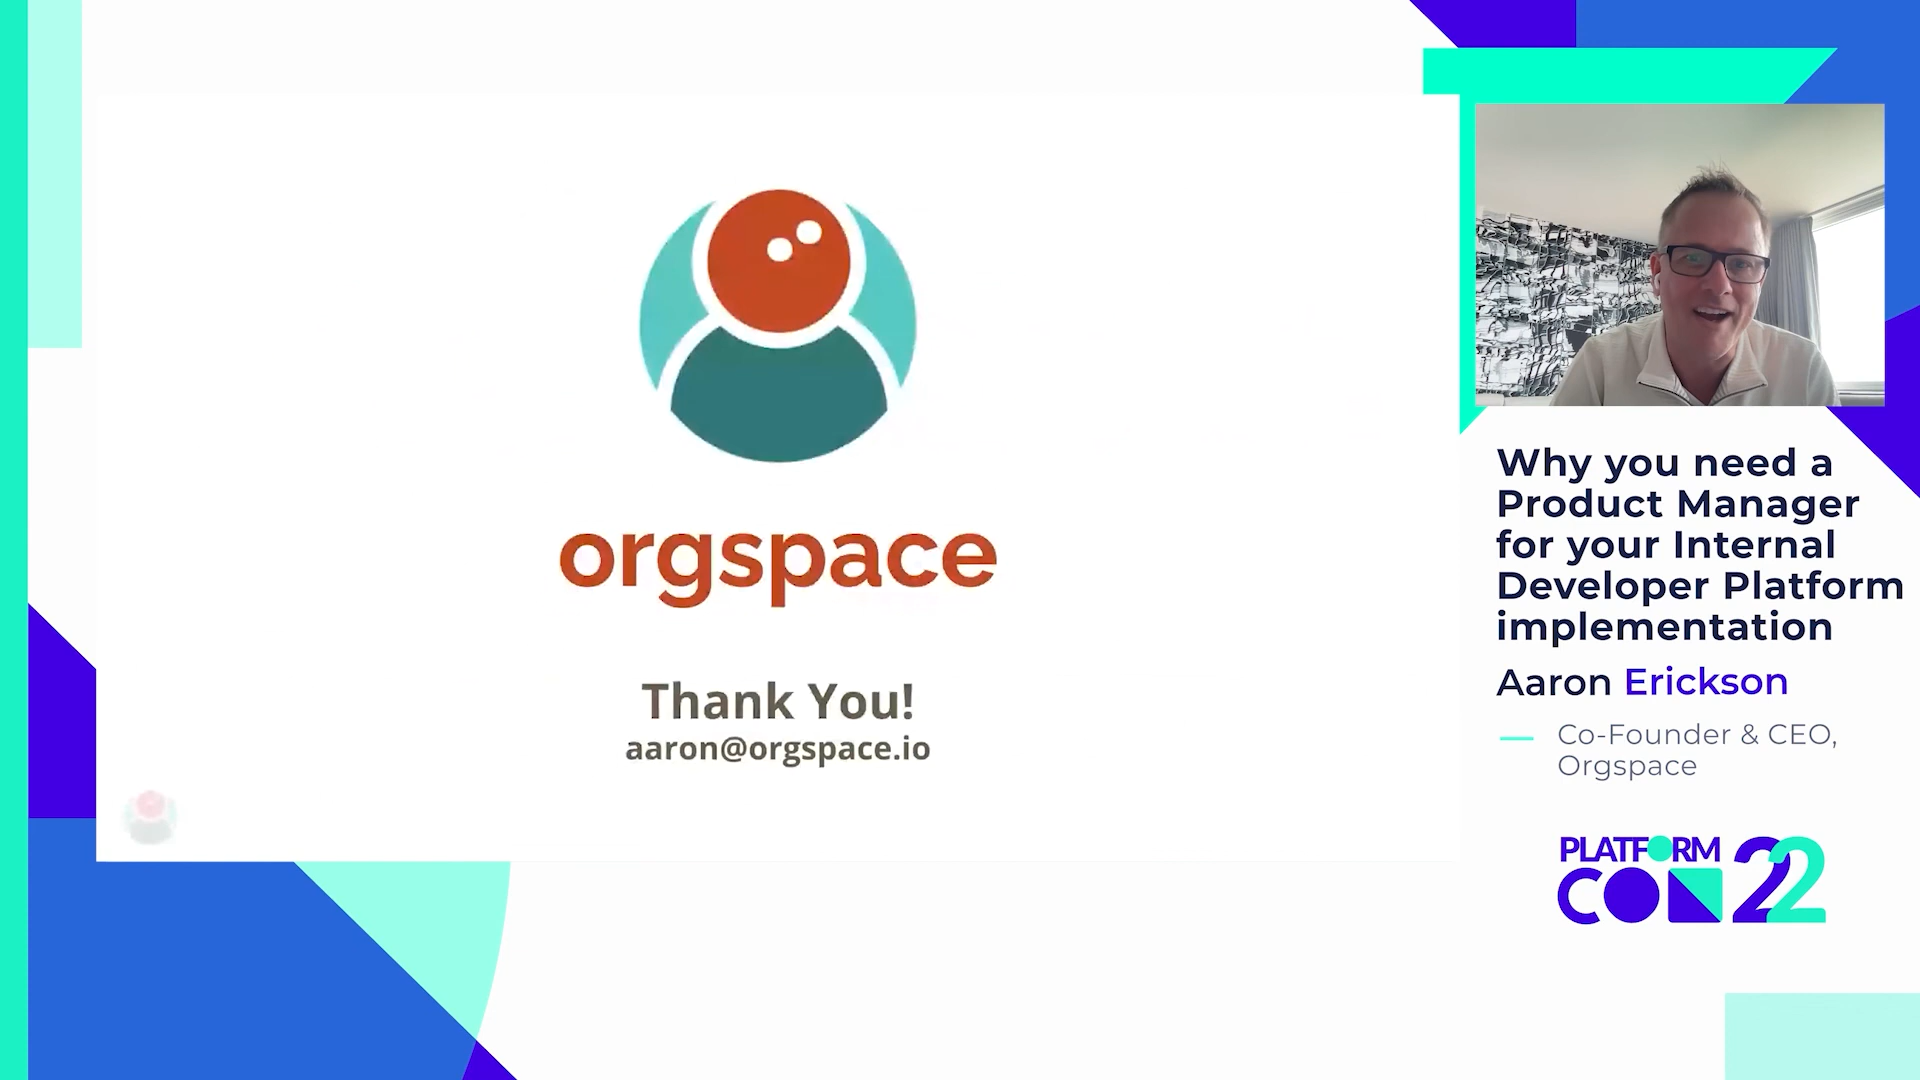 orgspace
Thank You!
aaron@orgspace.io
Why you need a
Product Manager
for your Internal
Developer Platform
implementation
Aaron Erickson
Co-Founder & CEO,
Orgspace
PLATFORM
CON 22